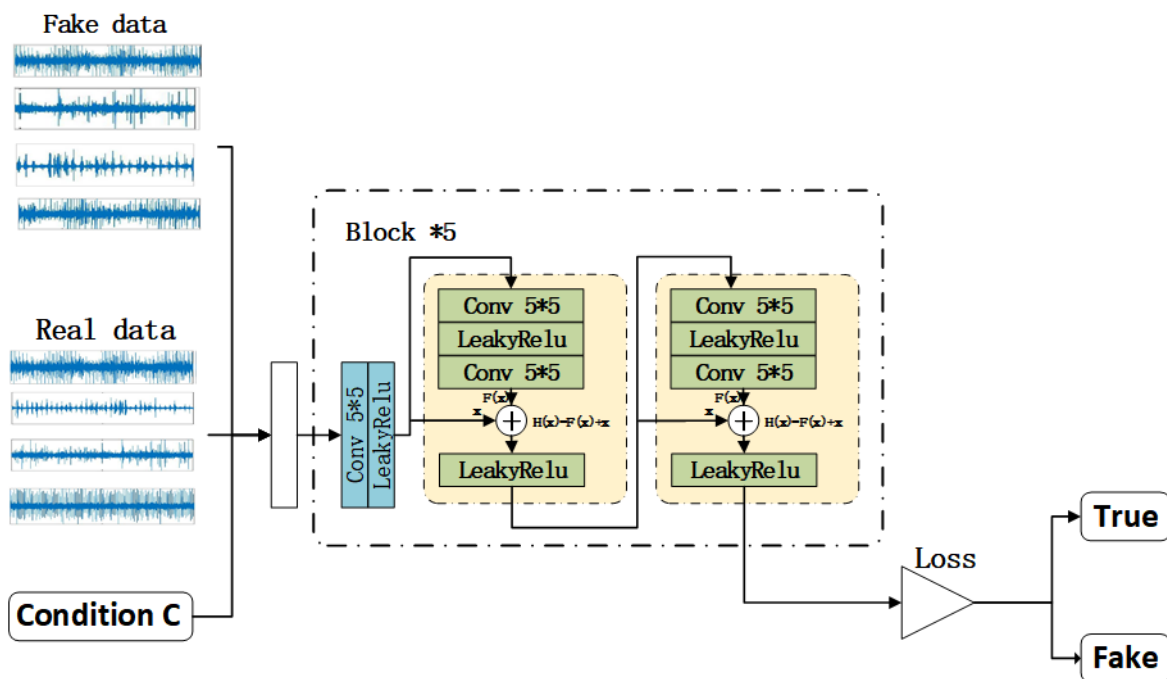 Fake data
Real data
Condition C
Block *5
Conv 5*5
LeakyRelu
Conv 5*5
LeakyRelu
Conv 5*5
F(x)
x
H(x)-F(x)+x
LeakyRelu
Conv 5*5
LeakyRelu
Conv 5*5
F(x)
x
H(x)-F(x)+x
LeakyRelu
Loss
True
Fake